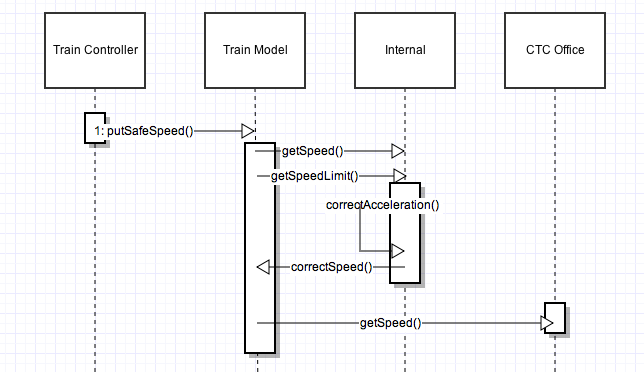 Train Controller
Train Model
Internal
CTC Office
1: putSafeSpeed()
getSpeed()
getSpeedLimit()
correctAcceleration()
correctSpeed()
getSpeed()